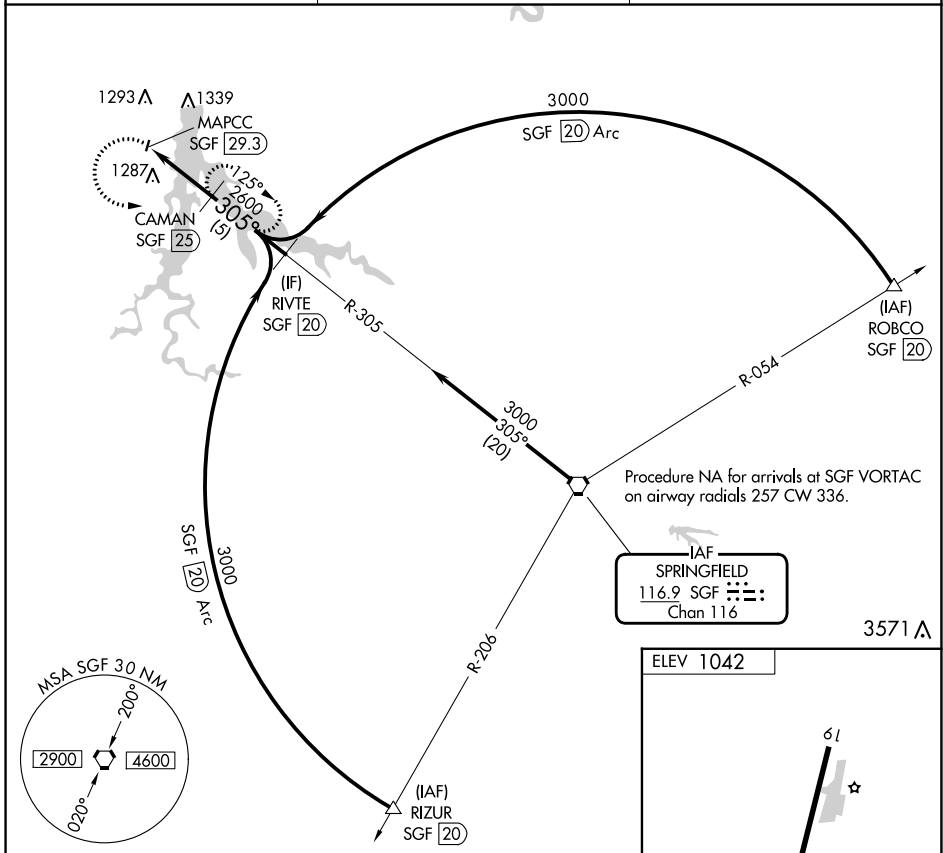 1293
1339
MAPCC
SGF 29.3
1287
CAMAN
SGF 25
125°
2600
305°
(5)
3000
SGF 20 Arc
(IF)
RIVTE
SGF 20
R-305
(IAF)
ROBCO
SGF 20
R-054
3000
305°
(20)
Procedure NA for arrivals at SGF VORTAC
on airway radials 257 CW 336.
IAF
SPRINGFIELD
116.9 SGF
Chan 116
3000
SGF 20 Arc
R-206
3571
ELEV 1042
19
MSA SGF 30 NM
200°
2900
4600
020°
(IAF)
RIZUR
SGF 20